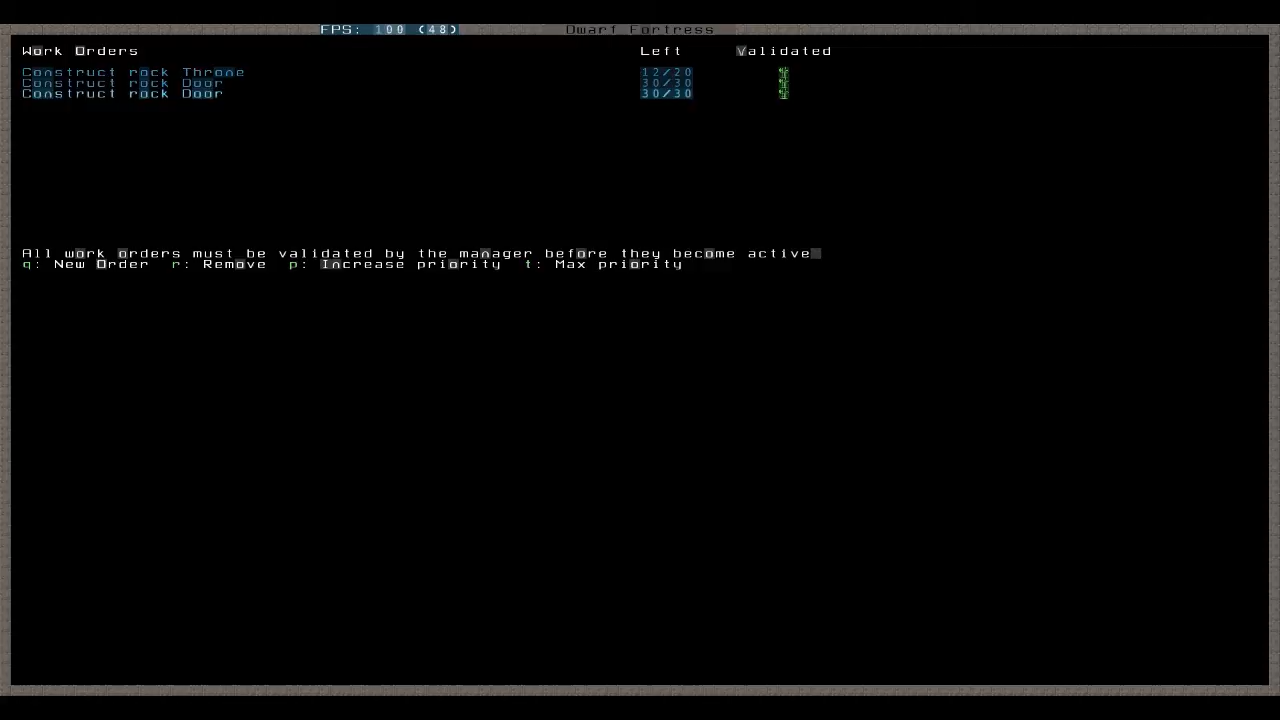 FPS: 100 (48) Dwarf Fortress
Work Orders Left Validated
Construct rock Throne 12/20
Construct rock Door 30/30
Construct rock Door 30/30
All work orders must be validated by the manager before they become active.
q: New Order r: Remove p: Increase priority t: Max priority